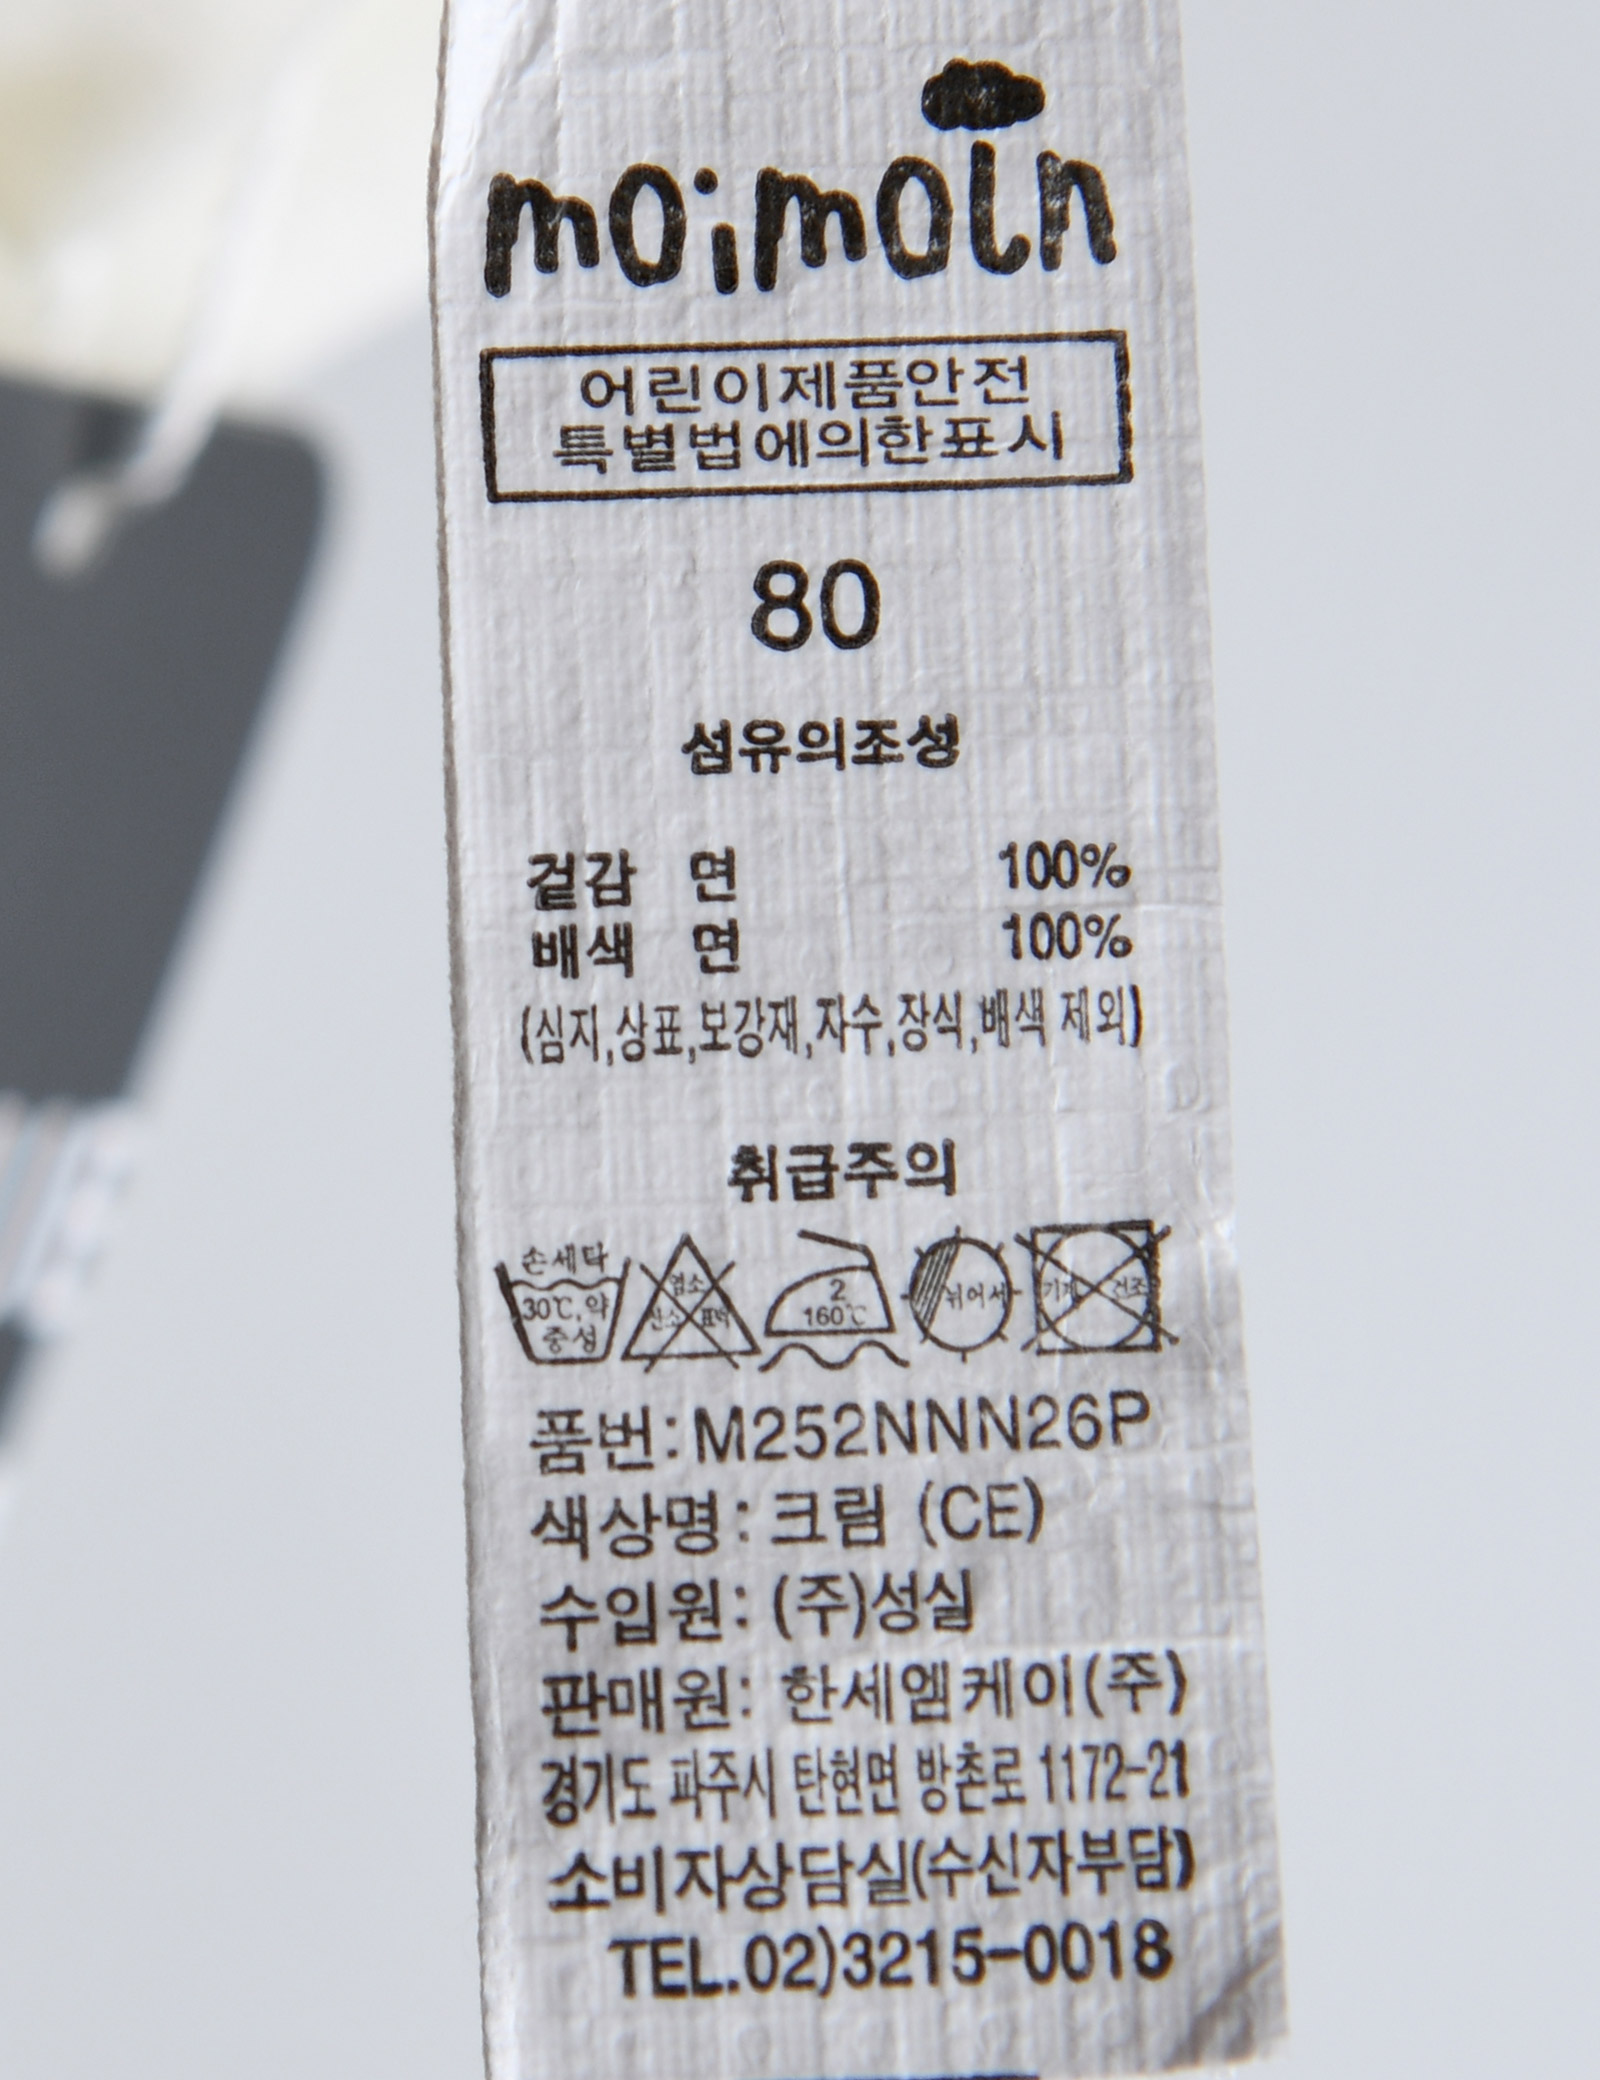 moimoln
어린이제품안전
특별법에의한표시
80
섬유의조성
겉감 면 100%
배색 면 100%
(심지,상표,보강재,자수,장식,배색 제외)
취급주의
손세탁
30℃,약
중성
염소
산소 표백
2
160℃
뉘어서
기계 건조
품번:M252NNN26P
색상명: 크림 (CE)
수입원: (주)성실
판매원: 한세엠케이(주)
경기도 파주시 탄현면 방촌로 1172-21
소비자상담실(수신자부담)
TEL.02)3215-0018